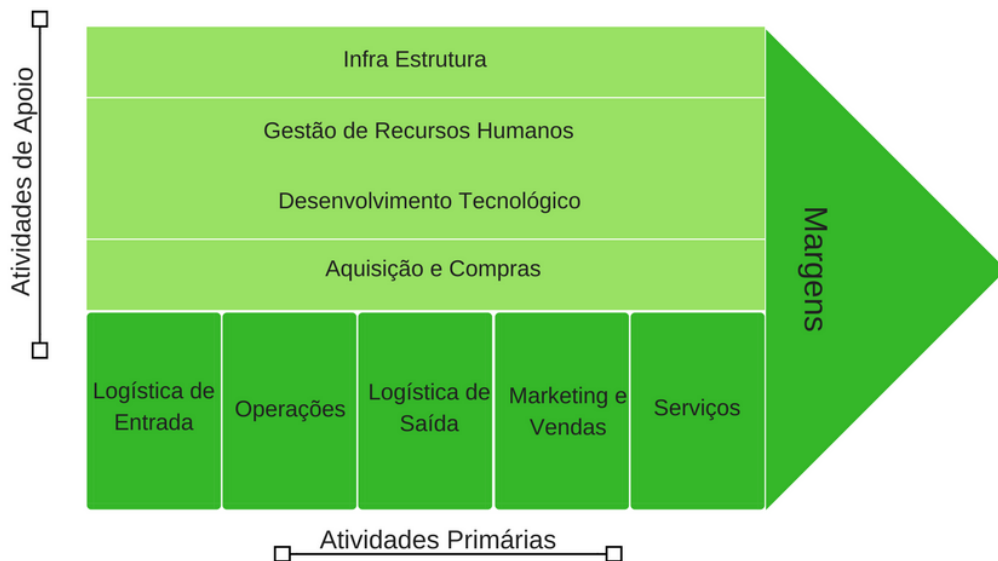 Atividades de Apoio
Infra Estrutura
Gestão de Recursos Humanos
Desenvolvimento Tecnológico
Aquisição e Compras
Logística de
Entrada
Operações
Logística de
Saída
Marketing e
Vendas
Serviços
Margens
Atividades Primárias